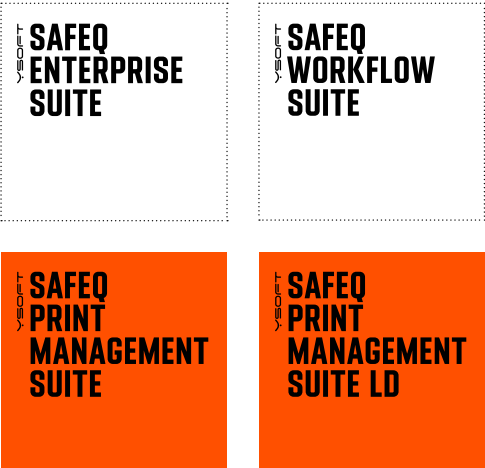 YSOFT
SAFEQ
ENTERPRISE
SUITE
YSOFT
SAFEQ
WORKFLOW
SUITE
YSOFT
SAFEQ
PRINT
MANAGEMENT
SUITE
YSOFT
SAFEQ
PRINT
MANAGEMENT
SUITE LD